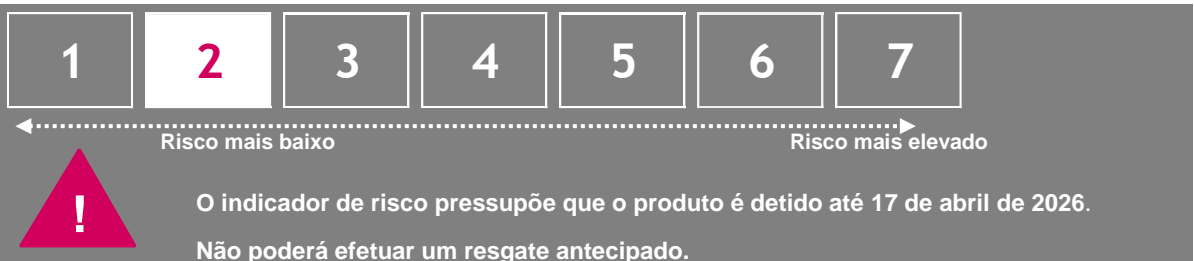 1 2 3 4 5 6 7
Risco mais baixo Risco mais elevado
!
O indicador de risco pressupõe que o produto é detido até 17 de abril de 2026.
Não poderá efetuar um resgate antecipado.